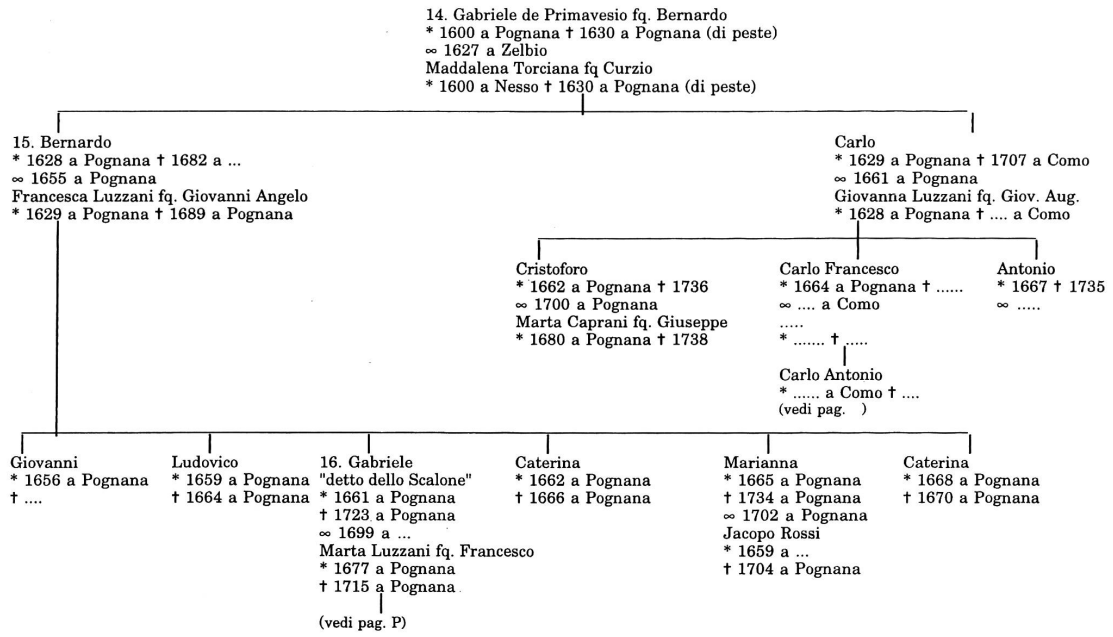 14. Gabriele de Primavesio fq. Bernardo
* 1600 a Pognana † 1630 a Pognana (di peste)
∞ 1627 a Zelbio
Maddalena Torciana fq Curzio
* 1600 a Nesso † 1630 a Pognana (di peste)
15. Bernardo
* 1628 a Pognana † 1682 a ...
∞ 1655 a Pognana
Francesca Luzzani fq. Giovanni Angelo
* 1629 a Pognana † 1689 a Pognana
Carlo
* 1629 a Pognana † 1707 a Como
∞ 1661 a Pognana
Giovanna Luzzani fq. Giov. Aug.
* 1628 a Pognana † .... a Como
Cristoforo
* 1662 a Pognana † 1736
∞ 1700 a Pognana
Marta Caprani fq. Giuseppe
* 1680 a Pognana † 1738
Carlo Francesco
* 1664 a Pognana † ......
∞ .... a Como
.....
* ....... † .....
Carlo Antonio
* ...... a Como † ....
(vedi pag.   )
Antonio
* 1667 † 1735
∞ .....
Giovanni
* 1656 a Pognana
† ....
Ludovico
* 1659 a Pognana
† 1664 a Pognana
16. Gabriele
"detto dello Scalone"
* 1661 a Pognana
† 1723 a Pognana
∞ 1699 a ...
Marta Luzzani fq. Francesco
* 1677 a Pognana
† 1715 a Pognana
(vedi pag. P)
Caterina
* 1662 a Pognana
† 1666 a Pognana
Marianna
* 1665 a Pognana
† 1734 a Pognana
∞ 1702 a Pognana
Jacopo Rossi
* 1659 a ...
† 1704 a Pognana
Caterina
* 1668 a Pognana
† 1670 a Pognana